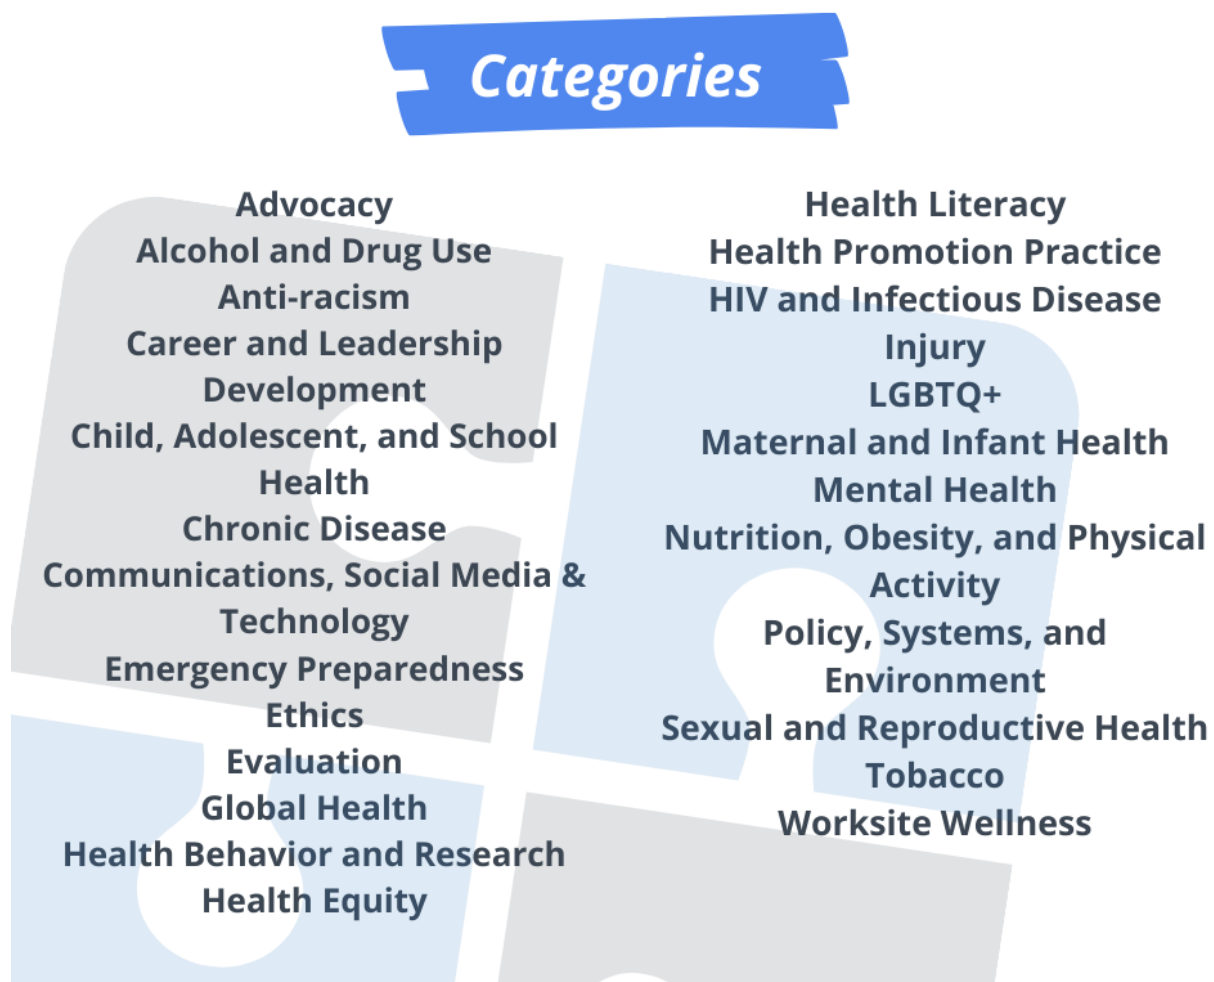 Categories
Advocacy
Alcohol and Drug Use
Anti-racism
Career and Leadership
Development
Child, Adolescent, and School
Health
Chronic Disease
Communications, Social Media &
Technology
Emergency Preparedness
Ethics
Evaluation
Global Health
Health Behavior and Research
Health Equity
Health Literacy
Health Promotion Practice
HIV and Infectious Disease
Injury
LGBTQ+
Maternal and Infant Health
Mental Health
Nutrition, Obesity, and Physical
Activity
Policy, Systems, and
Environment
Sexual and Reproductive Health
Tobacco
Worksite Wellness